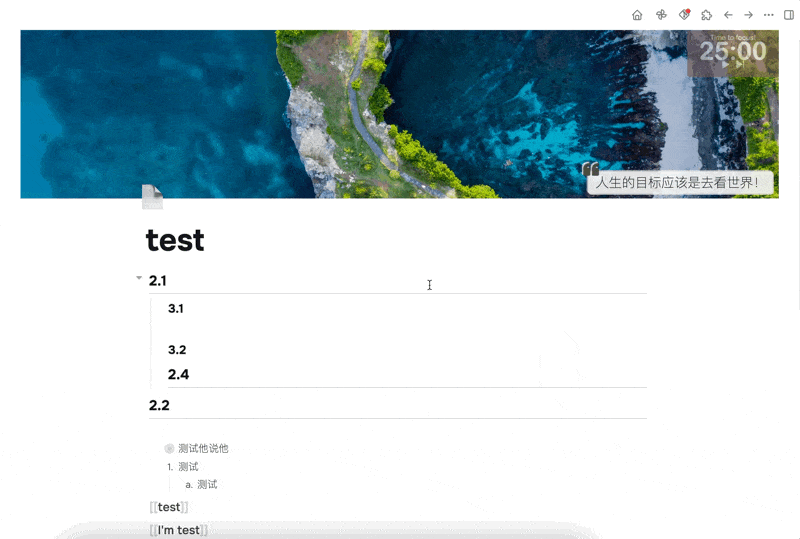 Time to focus!
25:00
人生的目标应该是去看世界！
test
2.1
3.1
3.2
2.4
2.2
测试他说他
1. 测试
a. 测试
[[test]]
[[I'm test]]